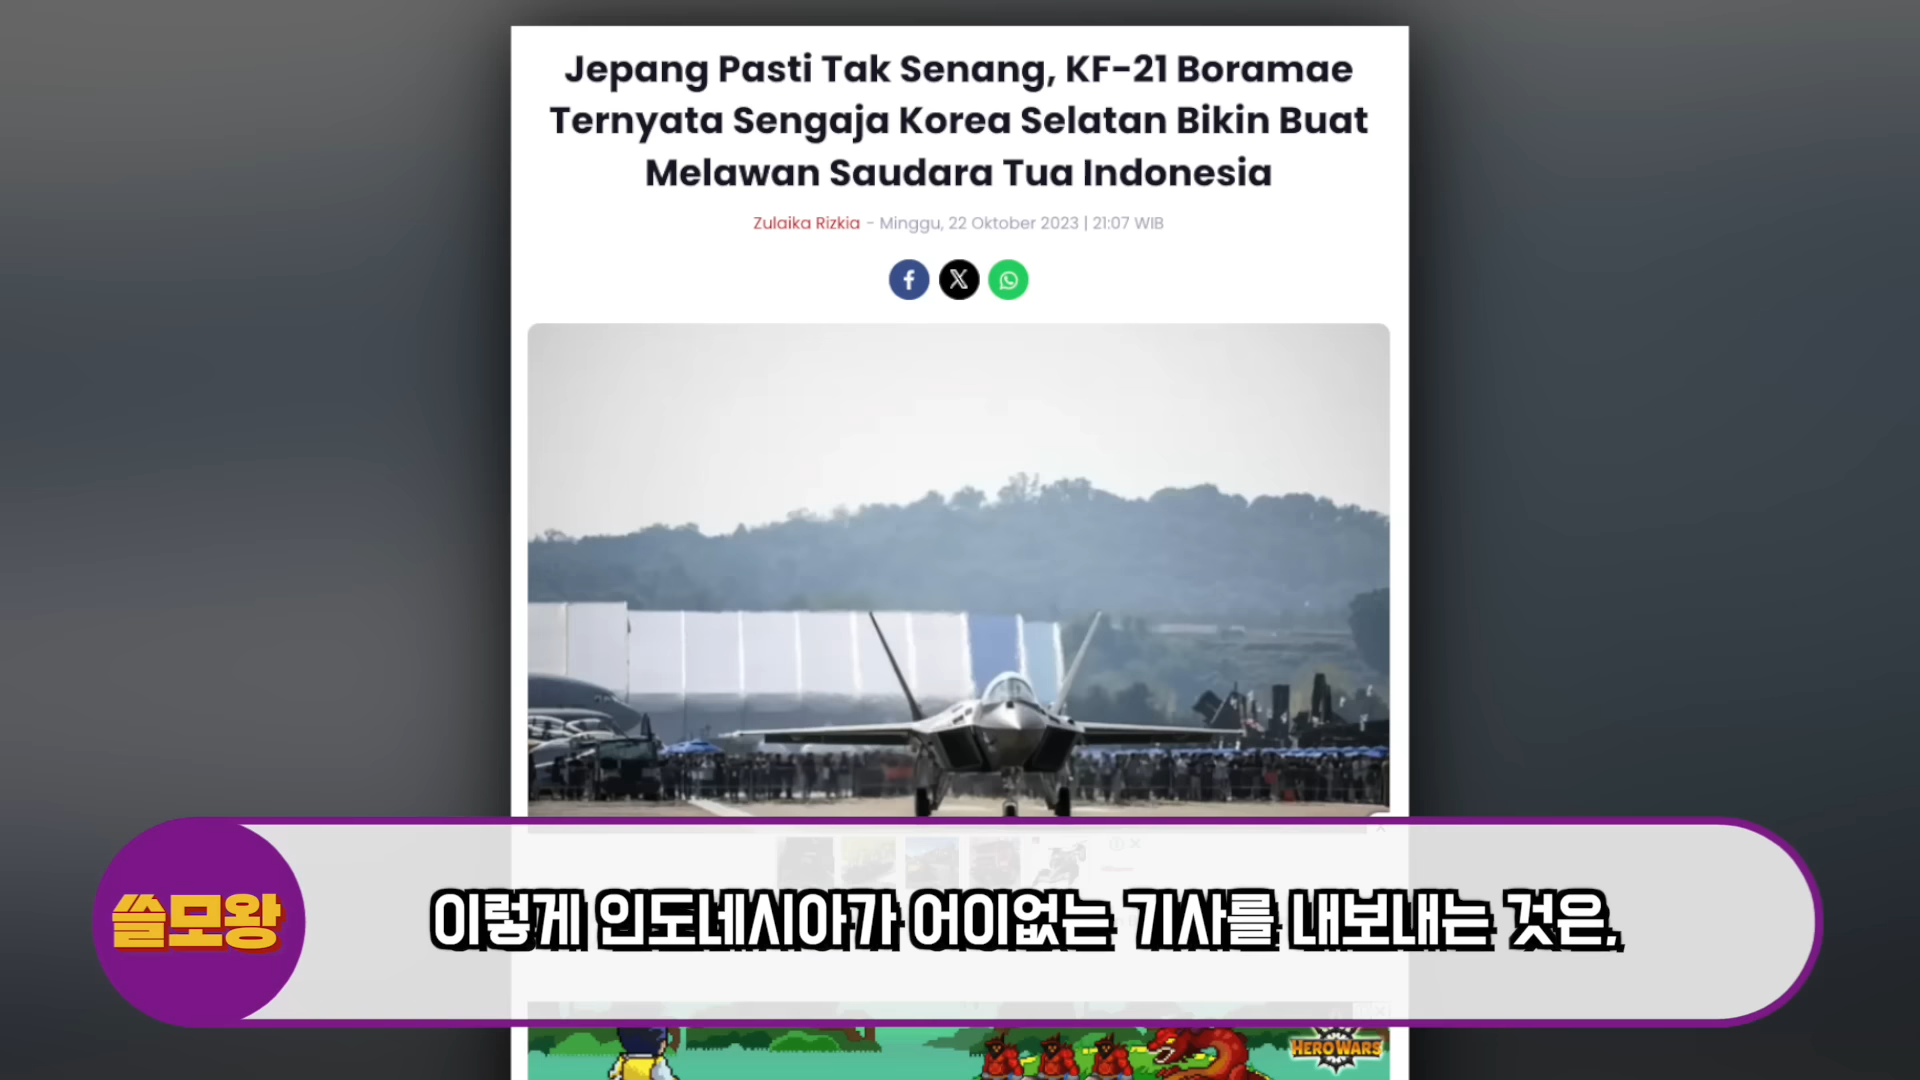 Jepang Pasti Tak Senang, KF-21 Boramae
Ternyata Sengaja Korea Selatan Bikin Buat
Melawan Saudara Tua Indonesia
Zulaika Rizkia - Minggu, 22 Oktober 2023 | 21:07 WIB
쓸모왕
이렇게 인도네시아가 어이없는 기사를 내보내는 것은,
HERO WARS